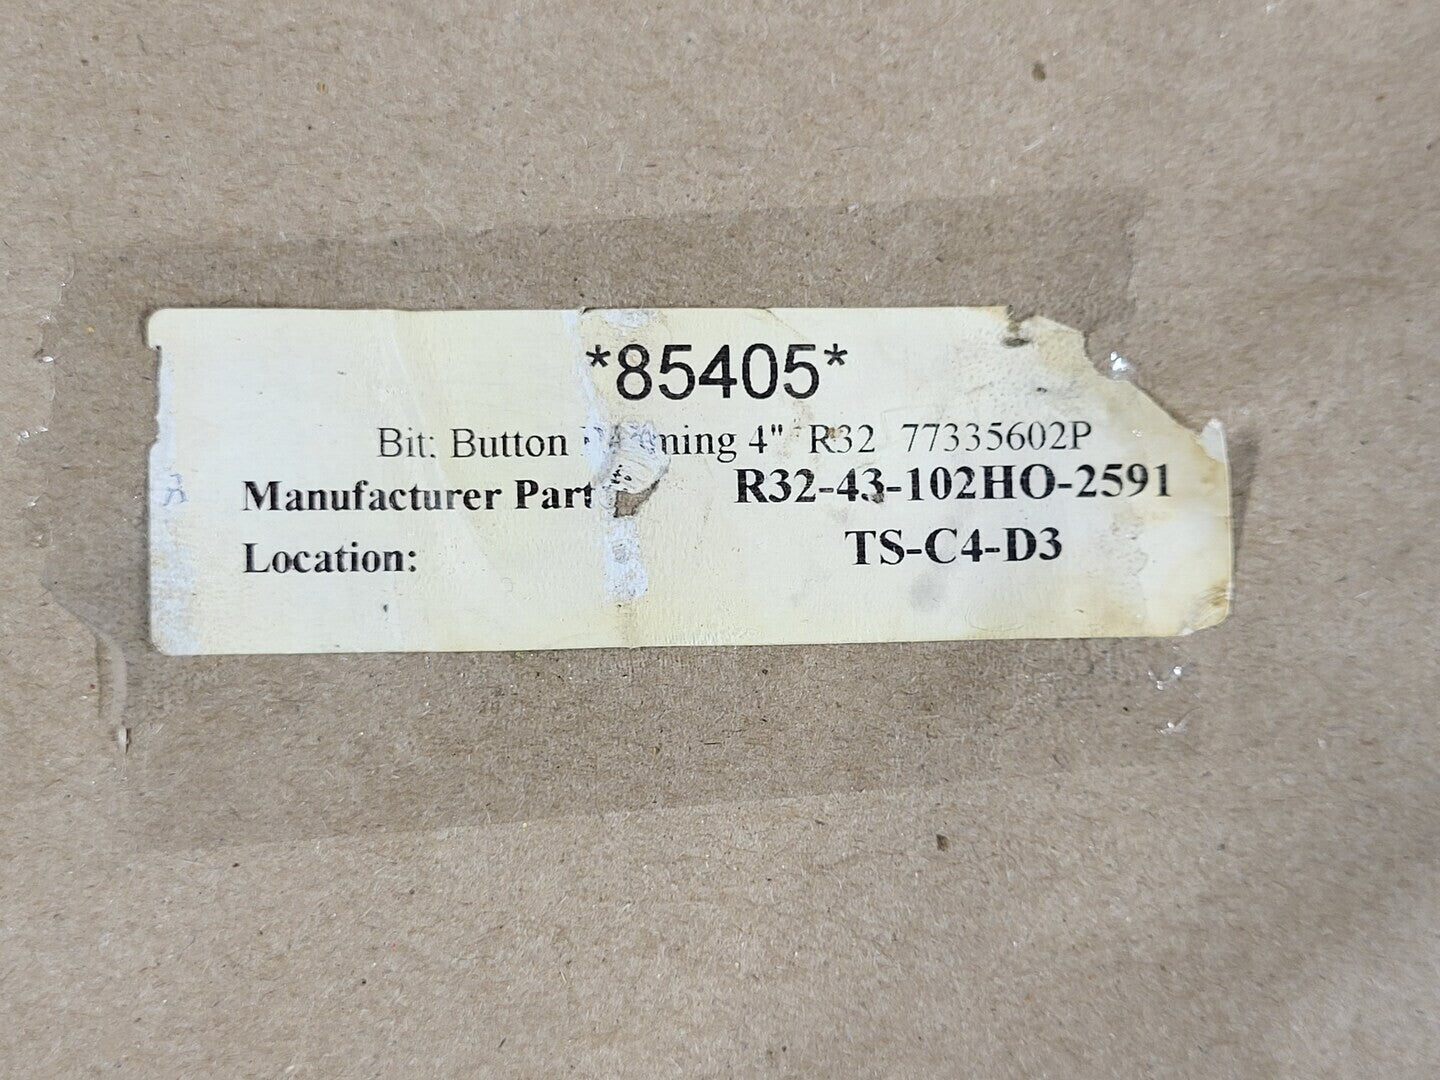 *85405*
Bit: Button 4" R32 77335602P
Manufacturer Part R32-43-102HO-2591
Location: TS-C4-D3